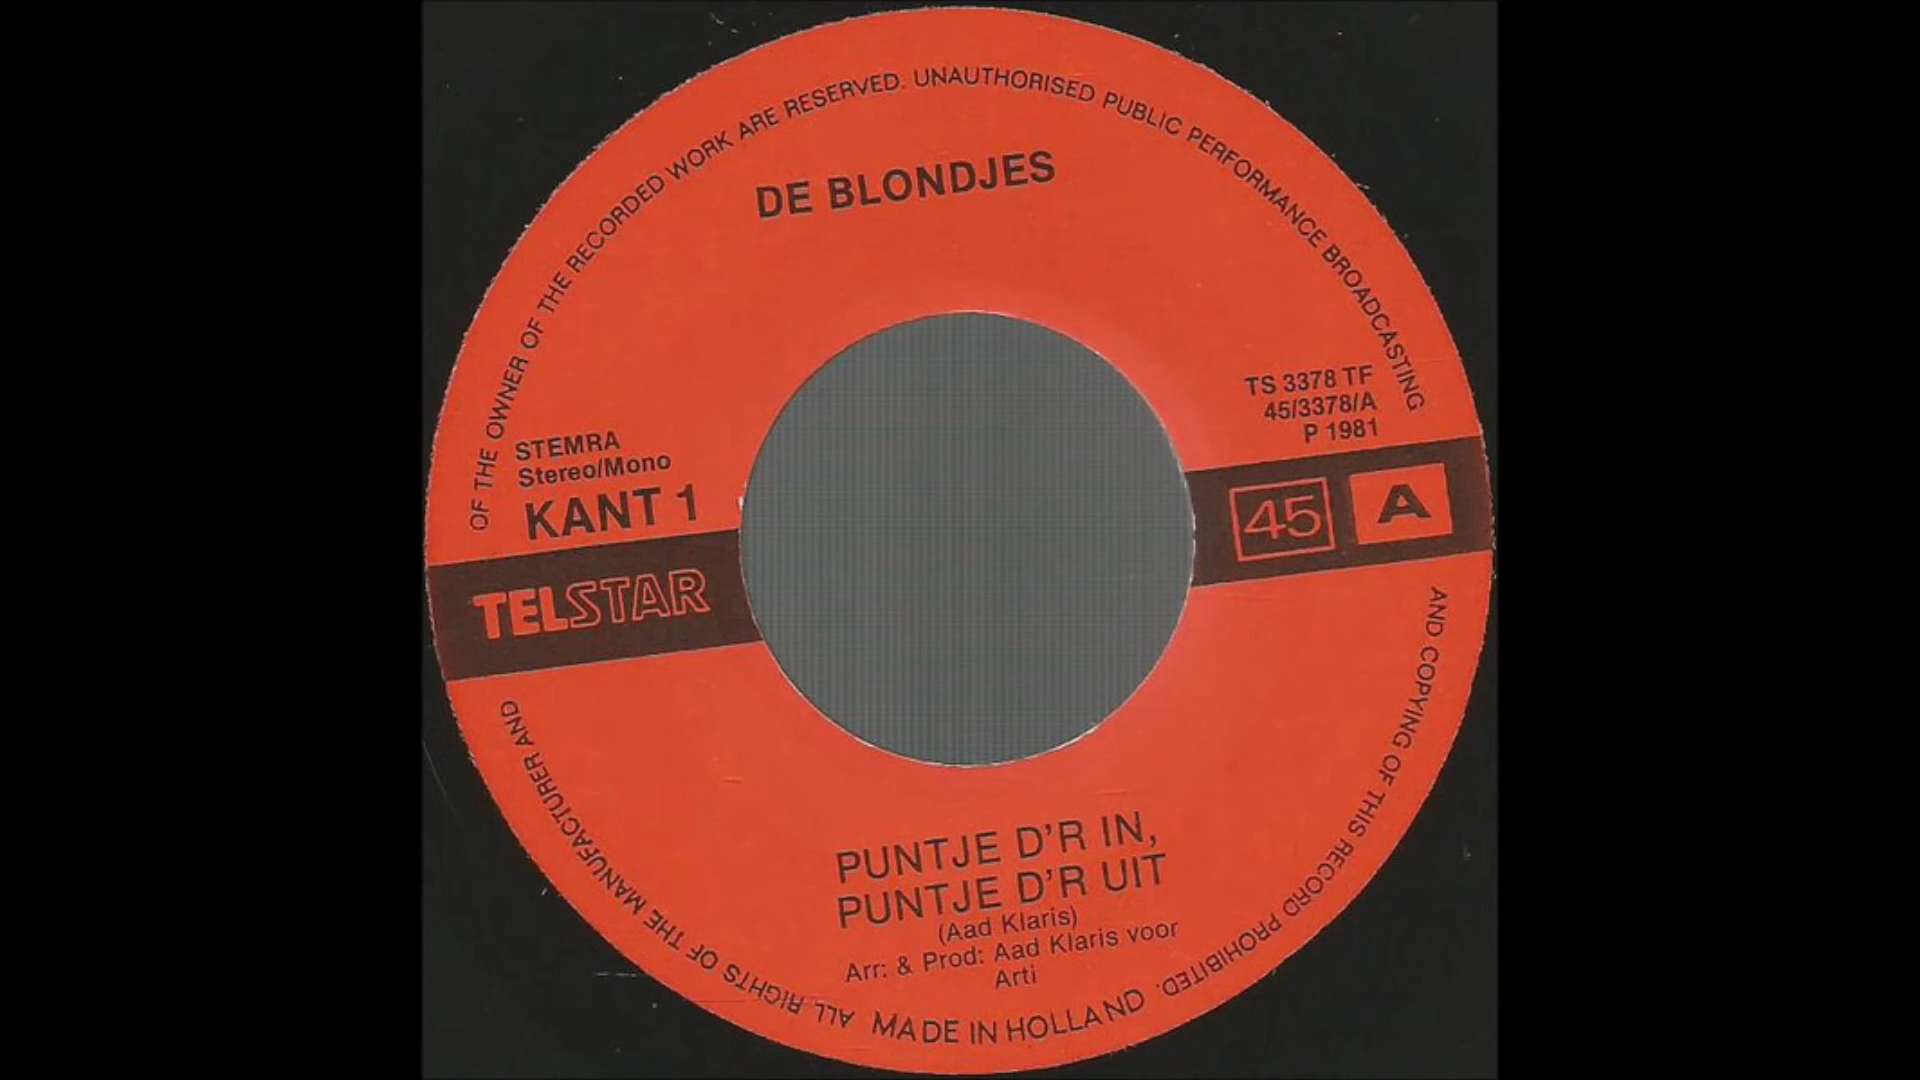 ALL RIGHTS OF THE MANUFACTURER AND
OF THE OWNER OF THE RECORDED WORK ARE RESERVED. UNAUTHORISED PUBLIC PERFORMANCE BROADCASTING
AND COPYING OF THIS RECORD PROHIBITED.
DE BLONDJES
STEMRA
Stereo/Mono
KANT 1
TELSTAR
TS 3378 TF
45/3378/A
P 1981
45 A
PUNTJE D'R IN,
PUNTJE D'R UIT
(Aad Klaris)
Arr: & Prod: Aad Klaris voor
Arti
MADE IN HOLLAND